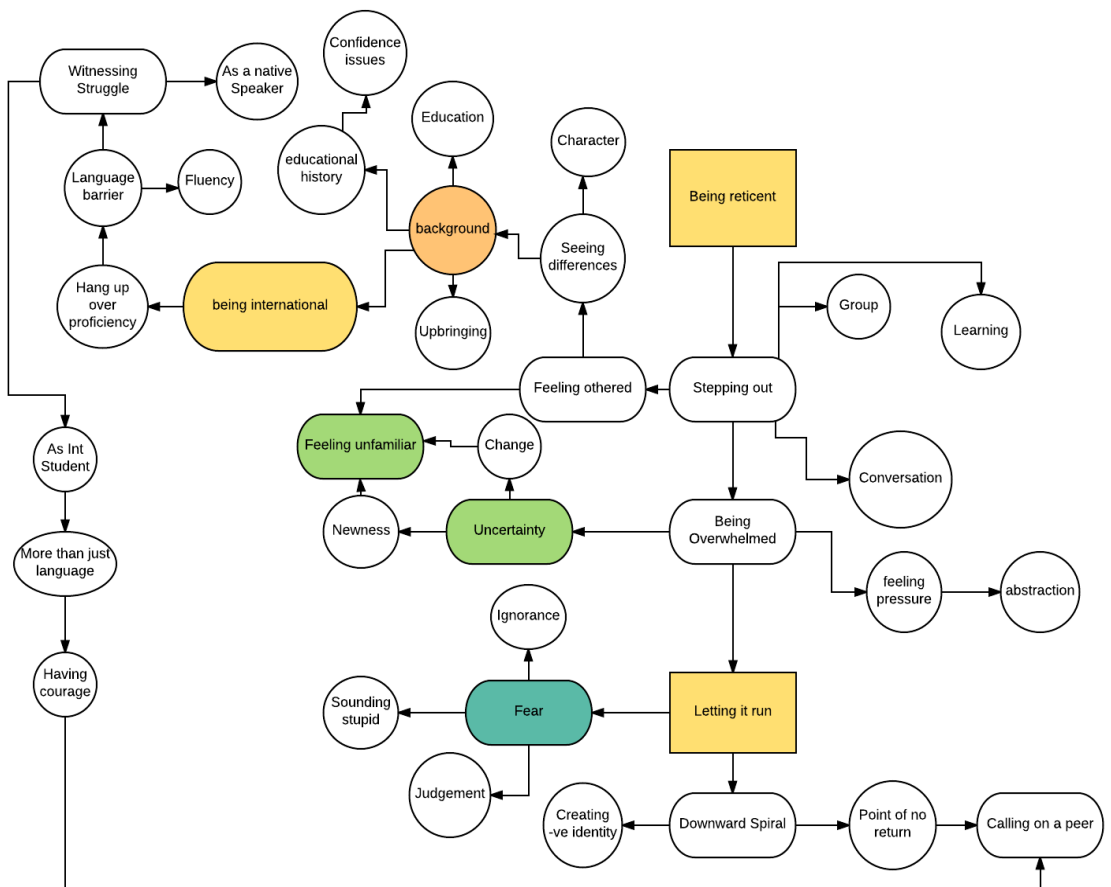 Confidence
issues
Witnessing
Struggle
As a native
Speaker
Education
Character
educational
history
Language
barrier
Fluency
Being reticent
background
Seeing
differences
Hang up
over
proficiency
being international
Group
Learning
Upbringing
Feeling othered
Stepping out
Feeling unfamiliar
Change
As Int
Student
Conversation
Newness
Uncertainty
Being
Overwhelmed
More than just
language
feeling
pressure
abstraction
Ignorance
Having
courage
Sounding
stupid
Fear
Letting it run
Judgement
Creating
-ve identity
Downward Spiral
Point of no
return
Calling on a peer